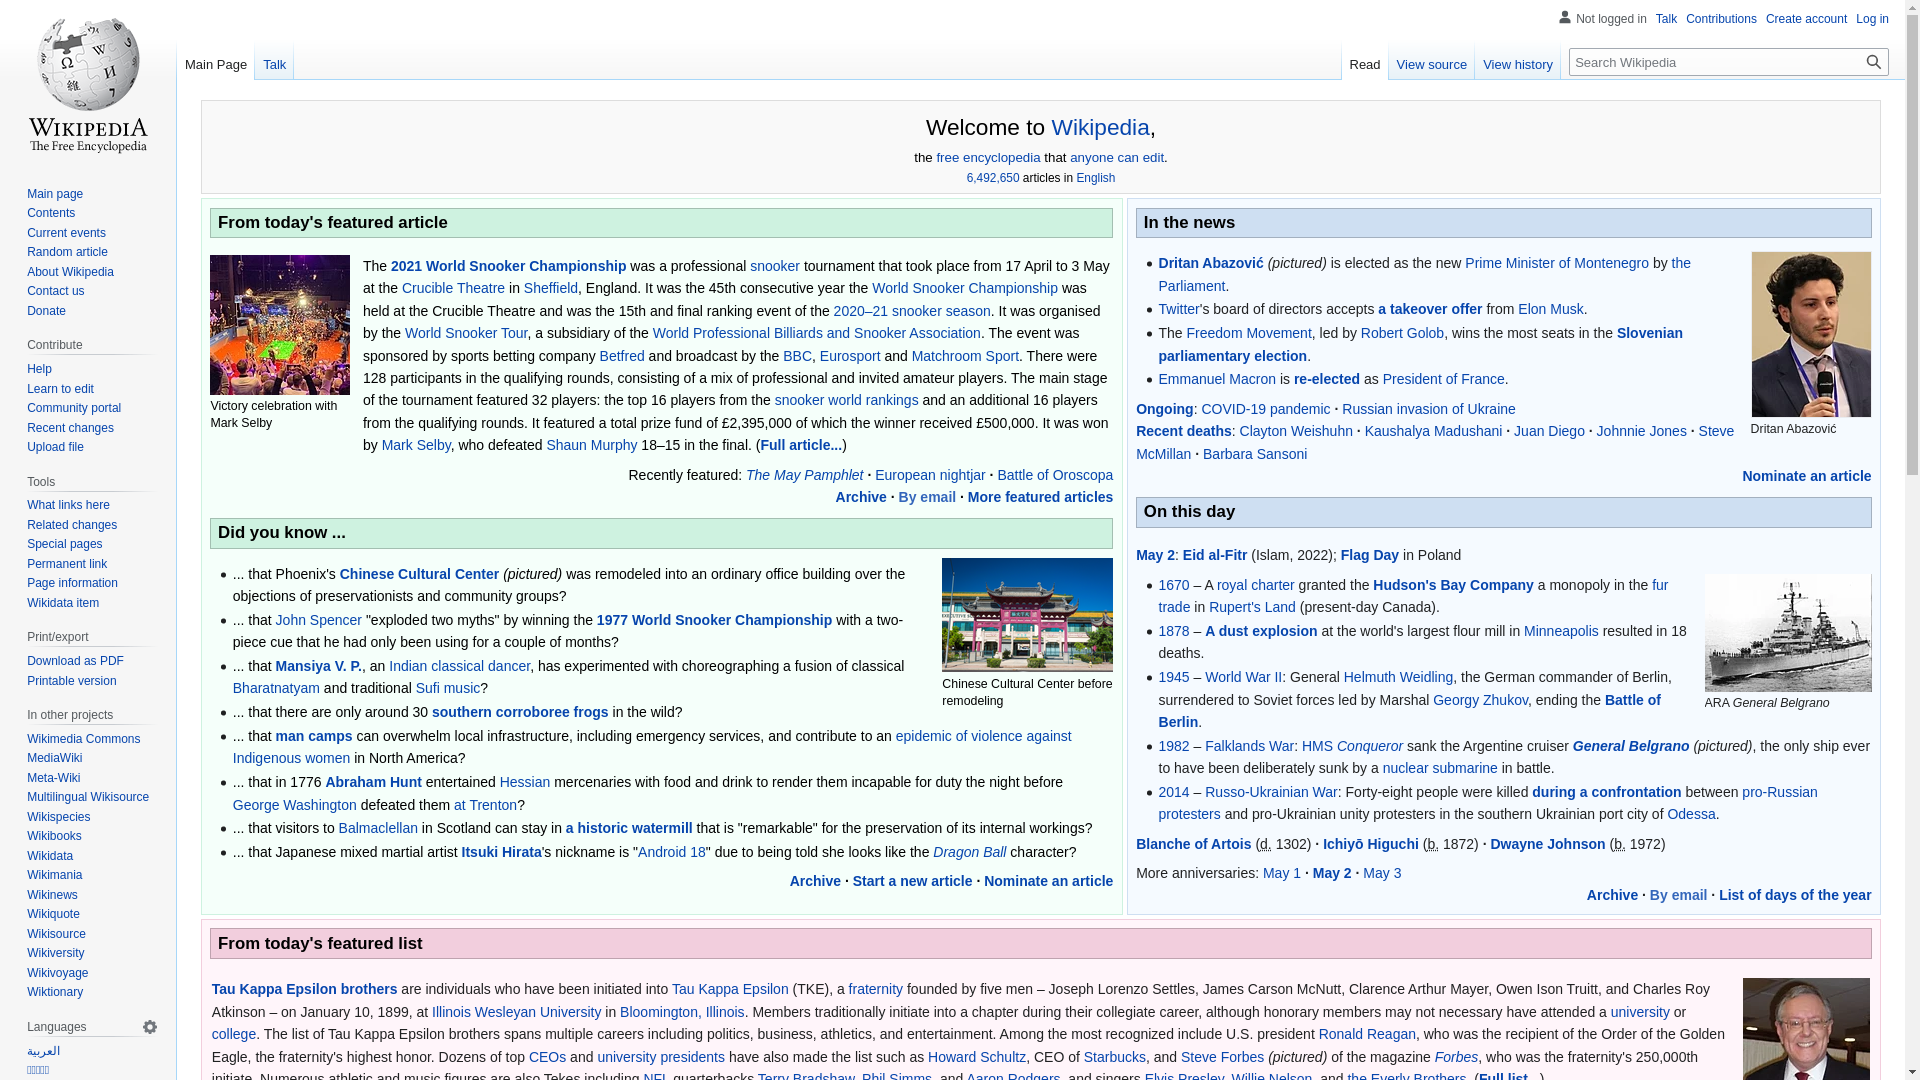 Not logged in Talk Contributions Create account Log in
Main Page Talk Read View source View history Search Wikipedia
WIKIPEDIA
The Free Encyclopedia
Main page
Contents
Current events
Random article
About Wikipedia
Contact us
Donate
Contribute
Help
Learn to edit
Community portal
Recent changes
Upload file
Tools
What links here
Related changes
Special pages
Permanent link
Page information
Wikidata item
Print/export
Download as PDF
Printable version
In other projects
Wikimedia Commons
MediaWiki
Meta-Wiki
Multilingual Wikisource
Wikispecies
Wikibooks
Wikidata
Wikimania
Wikinews
Wikiquote
Wikisource
Wikiversity
Wikivoyage
Wiktionary
Languages
العربية
Welcome to Wikipedia,
the free encyclopedia that anyone can edit.
6,492,650 articles in English
From today's featured article
Victory celebration with
Mark Selby
The 2021 World Snooker Championship was a professional snooker tournament that took place from 17 April to 3 May
at the Crucible Theatre in Sheffield, England. It was the 45th consecutive year the World Snooker Championship was
held at the Crucible Theatre and was the 15th and final ranking event of the 2020–21 snooker season. It was organised
by the World Snooker Tour, a subsidiary of the World Professional Billiards and Snooker Association. The event was
sponsored by sports betting company Betfred and broadcast by the BBC, Eurosport and Matchroom Sport. There were
128 participants in the qualifying rounds, consisting of a mix of professional and invited amateur players. The main stage
of the tournament featured 32 players: the top 16 players from the snooker world rankings and an additional 16 players
from the qualifying rounds. It featured a total prize fund of £2,395,000 of which the winner received £500,000. It was won
by Mark Selby, who defeated Shaun Murphy 18–15 in the final. (Full article...)
Recently featured: The May Pamphlet · European nightjar · Battle of Oroscopa
Archive · By email · More featured articles
Did you know ...
... that Phoenix's Chinese Cultural Center (pictured) was remodeled into an ordinary office building over the
objections of preservationists and community groups?
... that John Spencer "exploded two myths" by winning the 1977 World Snooker Championship with a two-
piece cue that he had only been using for a couple of months?
... that Mansiya V. P., an Indian classical dancer, has experimented with choreographing a fusion of classical
Bharatnatyam and traditional Sufi music?
... that there are only around 30 southern corroboree frogs in the wild?
... that man camps can overwhelm local infrastructure, including emergency services, and contribute to an epidemic of violence against
Indigenous women in North America?
... that in 1776 Abraham Hunt entertained Hessian mercenaries with food and drink to render them incapable for duty the night before
George Washington defeated them at Trenton?
... that visitors to Balmaclellan in Scotland can stay in a historic watermill that is "remarkable" for the preservation of its internal workings?
... that Japanese mixed martial artist Itsuki Hirata's nickname is "Android 18" due to being told she looks like the Dragon Ball character?
Chinese Cultural Center before
remodeling
Archive · Start a new article · Nominate an article
In the news
Dritan Abazović (pictured) is elected as the new Prime Minister of Montenegro by the
Parliament.
Twitter's board of directors accepts a takeover offer from Elon Musk.
The Freedom Movement, led by Robert Golob, wins the most seats in the Slovenian
parliamentary election.
Emmanuel Macron is re-elected as President of France.
Dritan Abazović
Ongoing: COVID-19 pandemic · Russian invasion of Ukraine
Recent deaths: Clayton Weishuhn · Kaushalya Madushani · Juan Diego · Johnnie Jones · Steve
McMillan · Barbara Sansoni
Nominate an article
On this day
May 2: Eid al-Fitr (Islam, 2022); Flag Day in Poland
1670 – A royal charter granted the Hudson's Bay Company a monopoly in the fur
trade in Rupert's Land (present-day Canada).
1878 – A dust explosion at the world's largest flour mill in Minneapolis resulted in 18
deaths.
1945 – World War II: General Helmuth Weidling, the German commander of Berlin,
surrendered to Soviet forces led by Marshal Georgy Zhukov, ending the Battle of
Berlin.
ARA General Belgrano
1982 – Falklands War: HMS Conqueror sank the Argentine cruiser General Belgrano (pictured), the only ship ever
to have been deliberately sunk by a nuclear submarine in battle.
2014 – Russo-Ukrainian War: Forty-eight people were killed during a confrontation between pro-Russian
protesters and pro-Ukrainian unity protesters in the southern Ukrainian port city of Odessa.
Blanche of Artois (d. 1302) · Ichiyō Higuchi (b. 1872) · Dwayne Johnson (b. 1972)
More anniversaries: May 1 · May 2 · May 3
Archive · By email · List of days of the year
From today's featured list
Tau Kappa Epsilon brothers are individuals who have been initiated into Tau Kappa Epsilon (TKE), a fraternity founded by five men – Joseph Lorenzo Settles, James Carson McNutt, Clarence Arthur Mayer, Owen Ison Truitt, and Charles Roy
Atkinson – on January 10, 1899, at Illinois Wesleyan University in Bloomington, Illinois. Members traditionally initiate into a chapter during their collegiate career, although honorary members may not necessary have attended a university or
college. The list of Tau Kappa Epsilon brothers spans multiple careers including politics, business, athletics, and entertainment. Among the most recognized include U.S. president Ronald Reagan, who was the recipient of the Order of the Golden
Eagle, the fraternity's highest honor. Dozens of top CEOs and university presidents have also made the list such as Howard Schultz, CEO of Starbucks, and Steve Forbes (pictured) of the magazine Forbes, who was the fraternity's 250,000th
initiate. Numerous athletic and music figures are also Tekes including NFL quarterbacks Terry Bradshaw, Phil Simms, and Aaron Rodgers, and singers Elvis Presley, Willie Nelson, and the Everly Brothers. (Full list...)